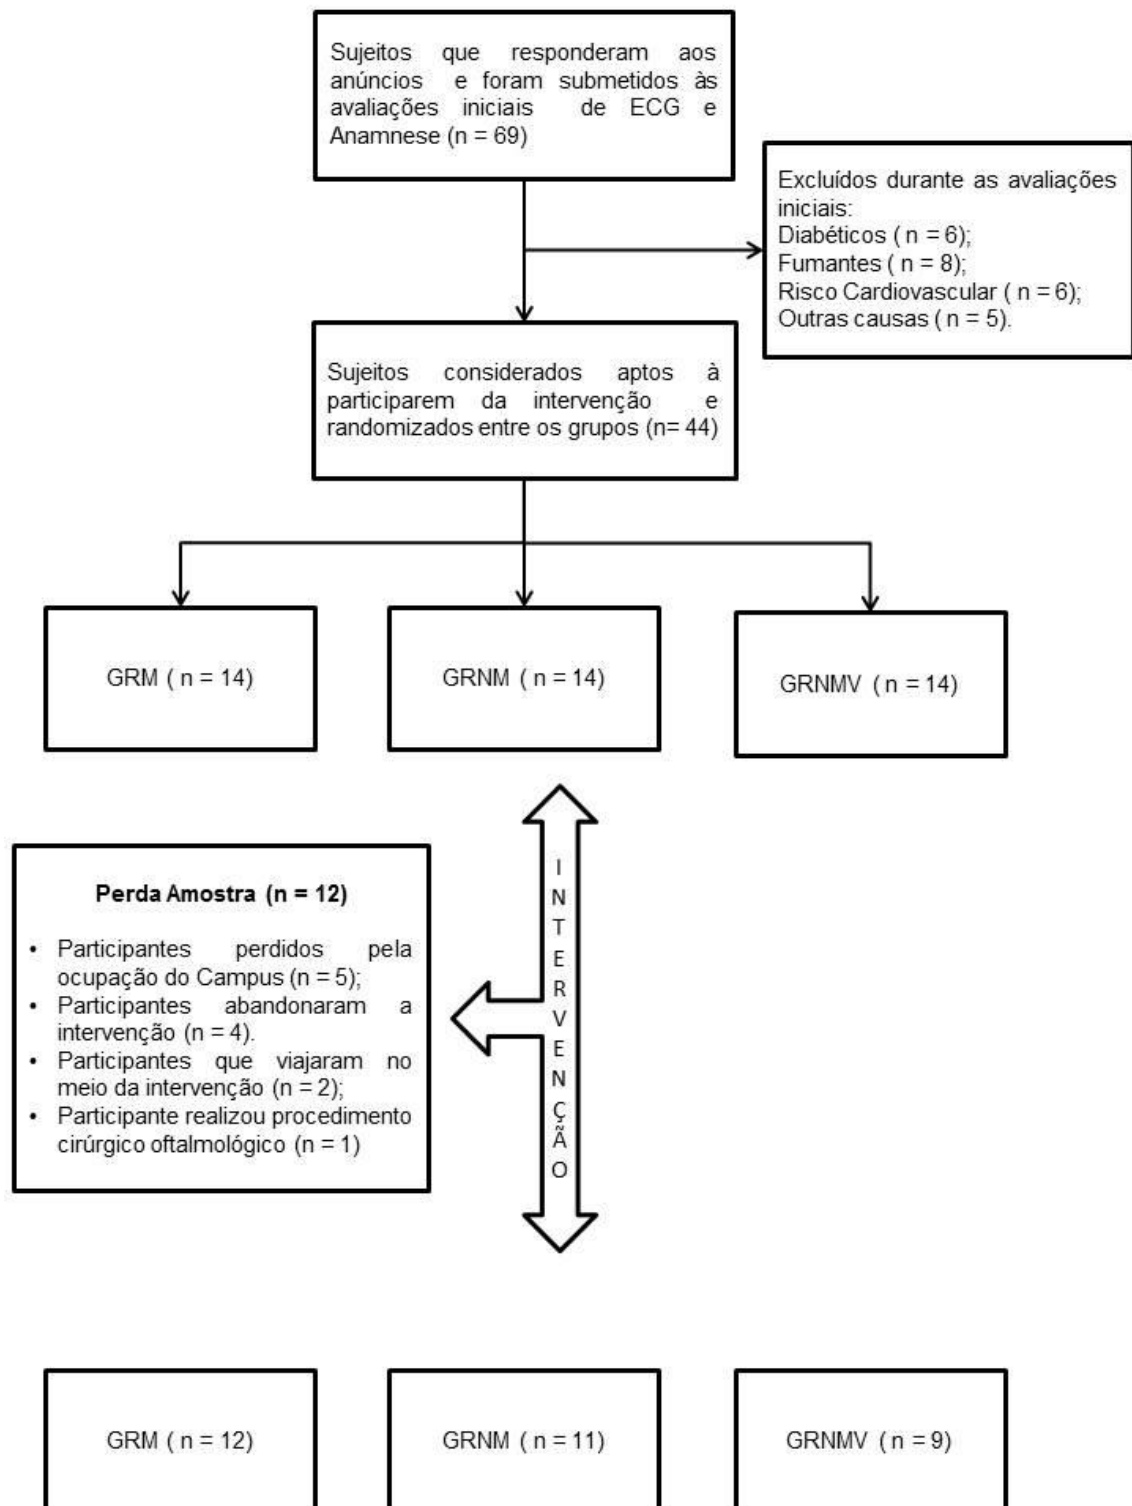 Sujeitos que responderam aos
anúncios e foram submetidos às
avaliações iniciais de ECG e
Anamnese (n = 69)
Excluídos durante as avaliações
iniciais:
Diabéticos ( n = 6);
Fumantes ( n = 8);
Risco Cardiovascular ( n = 6);
Outras causas ( n = 5).
Sujeitos considerados aptos à
participarem da intervenção e
randomizados entre os grupos (n= 44)
GRM ( n = 14)
GRNM ( n = 14)
GRNMV ( n = 14)
INTERVENÇÃO
Perda Amostra (n = 12)
• Participantes perdidos pela
ocupação do Campus (n = 5);
• Participantes abandonaram a
intervenção (n = 4).
• Participantes que viajaram no
meio da intervenção (n = 2);
• Participante realizou procedimento
cirúrgico oftalmológico (n = 1)
GRM ( n = 12)
GRNM ( n = 11)
GRNMV ( n = 9)